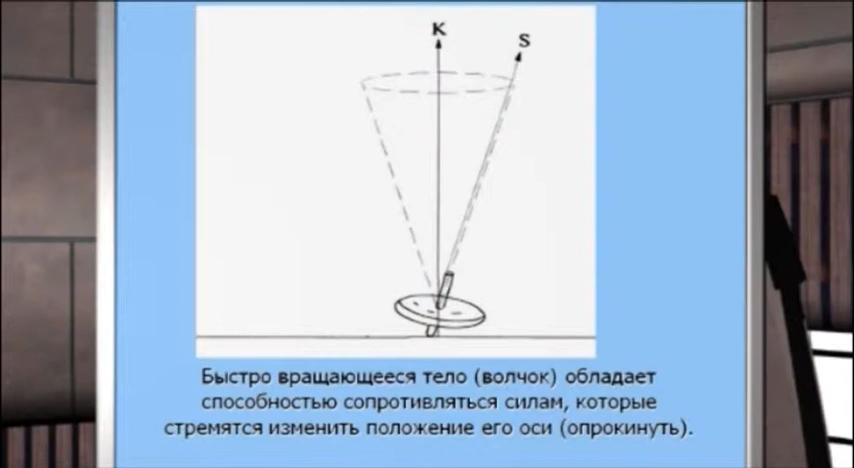 K
S
Быстро вращающееся тело (волчок) обладает
способностью сопротивляться силам, которые
стремятся изменить положение его оси (опрокинуть).